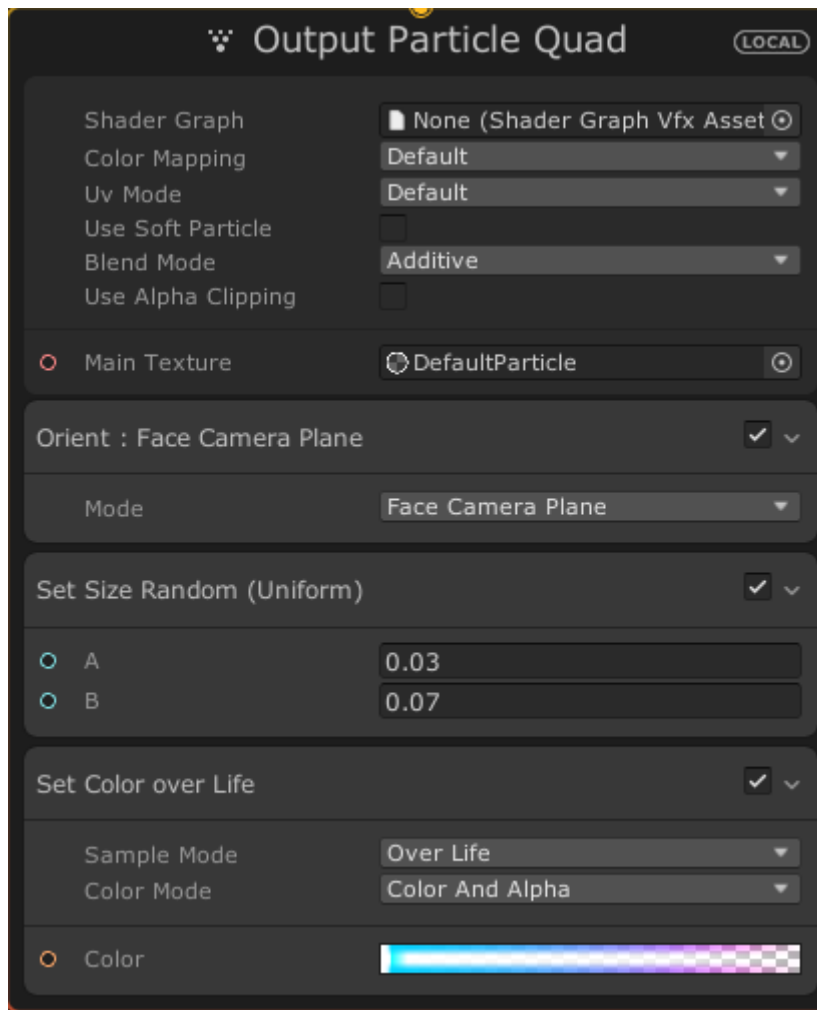 Output Particle Quad LOCAL
Shader Graph None (Shader Graph Vfx Asset
Color Mapping Default
Uv Mode Default
Use Soft Particle
Blend Mode Additive
Use Alpha Clipping
Main Texture DefaultParticle
Orient : Face Camera Plane
Mode Face Camera Plane
Set Size Random (Uniform)
A 0.03
B 0.07
Set Color over Life
Sample Mode Over Life
Color Mode Color And Alpha
Color